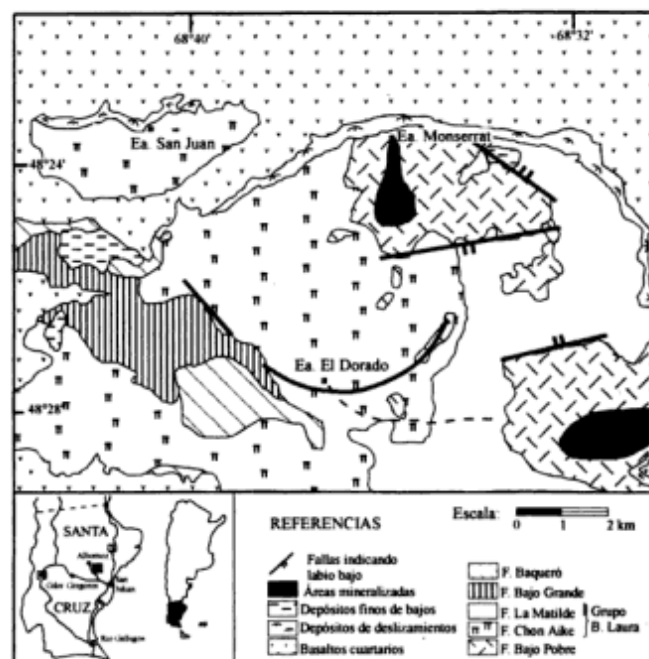 68°40'
68°32'
Ea. San Juan
Ea. Monserrat
48°24'
Ea. El Dorado
48°28'
SANTA
CRUZ
Río Gallegos
REFERENCIAS
Escala:
0 1 2 km
Fallas indicando
labio bajo
Áreas mineralizadas
Depósitos finos de bajos
Depósitos de deslizamientos
Basaltos cuartarios
F. Baqueró
F. Bajo Grande
F. La Matilde
F. Chon Aike
Grupo
B. Laura
F. Bajo Pobre